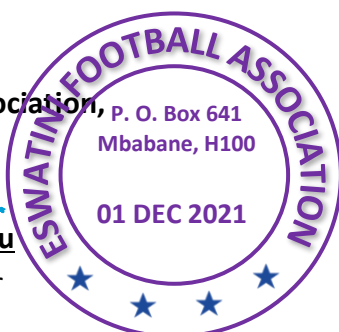 ESWATINI FOOTBALL ASSOCIATION
ociation,
P. O. Box 641
Mbabane, H100
01 DEC 2021
u